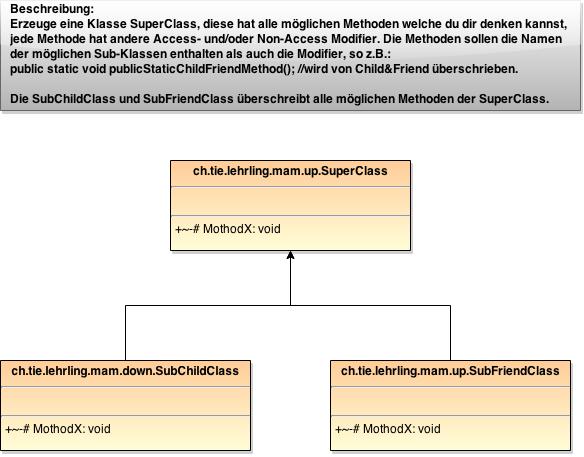 Beschreibung:
Erzeuge eine Klasse SuperClass, diese hat alle möglichen Methoden welche du dir denken kannst,
jede Methode hat andere Access- und/oder Non-Access Modifier. Die Methoden sollen die Namen
der möglichen Sub-Klassen enthalten als auch die Modifier, so z.B.:
public static void publicStaticChildFriendMethod(); //wird von Child&Friend überschrieben.
Die SubChildClass und SubFriendClass überschreibt alle möglichen Methoden der SuperClass.
ch.tie.lehrling.mam.up.SuperClass
+~-# MothodX: void
ch.tie.lehrling.mam.down.SubChildClass
+~-# MothodX: void
ch.tie.lehrling.mam.up.SubFriendClass
+~-# MothodX: void